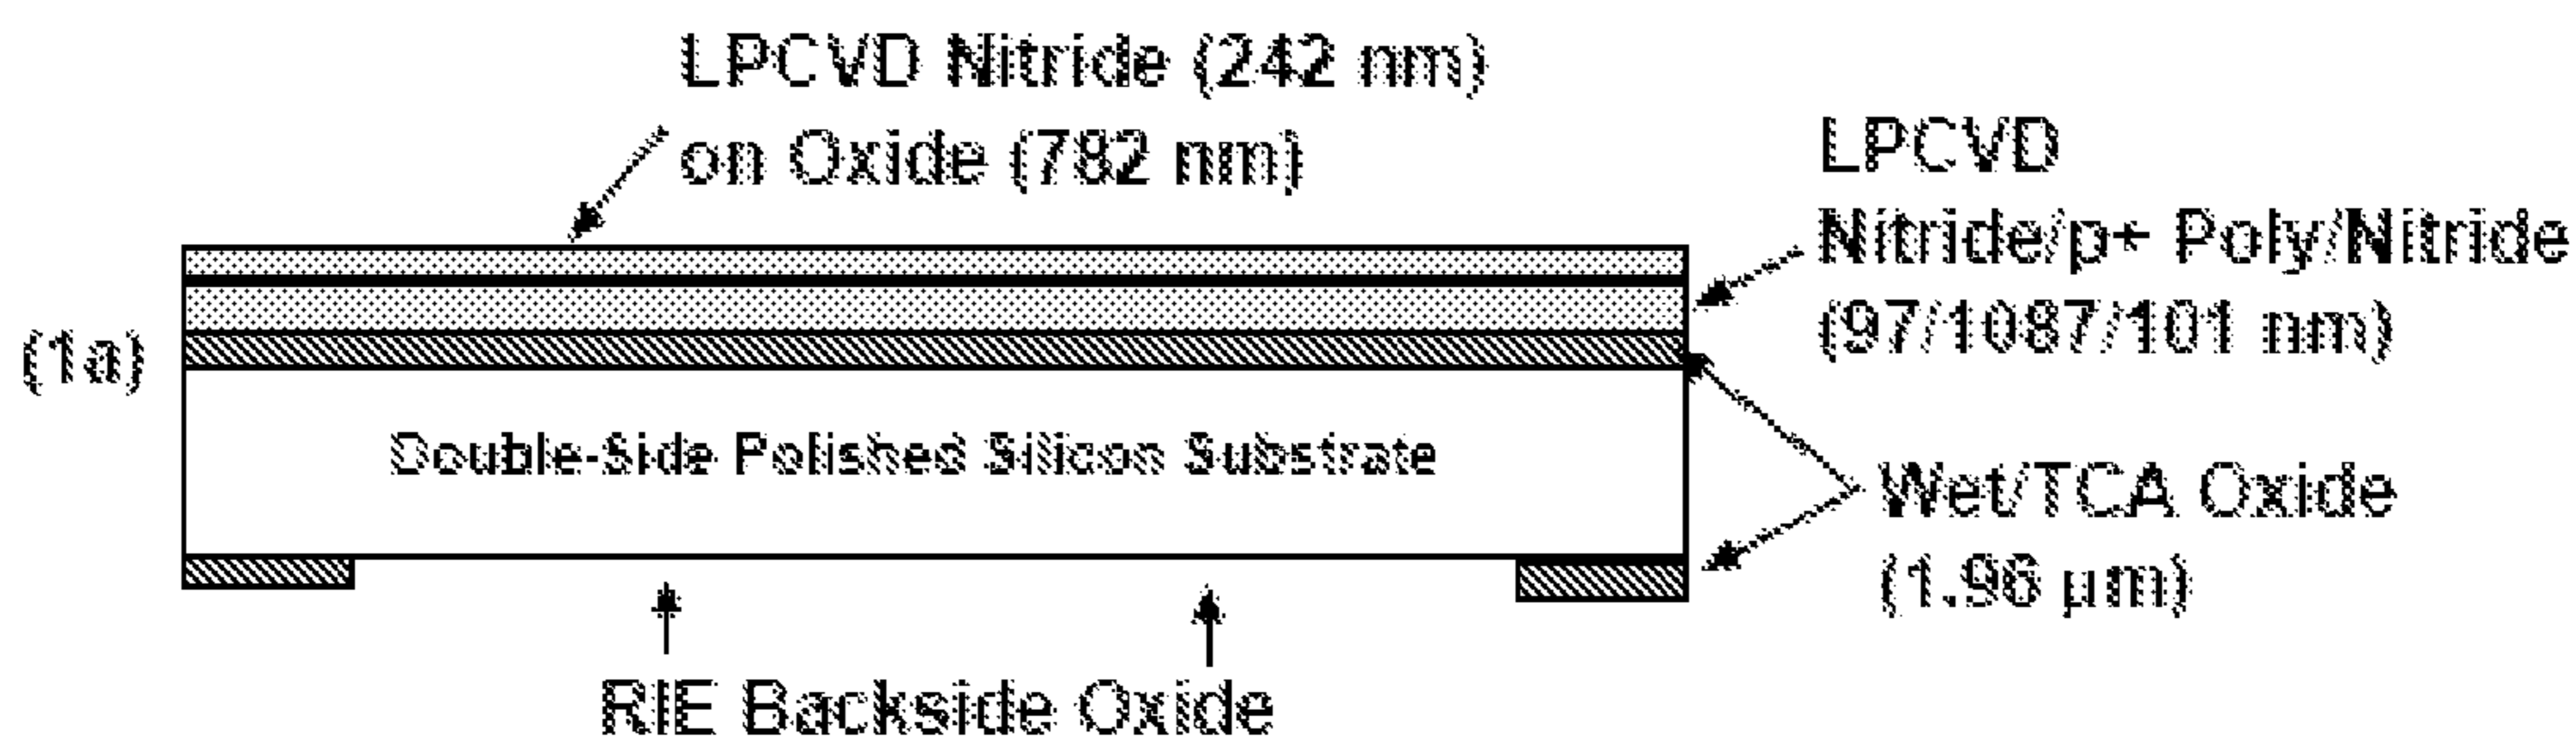 LPCVD Nitride (242 nm)
on Oxide (782 nm)
LPCVD
Nitride/p+ Poly/Nitride
(97/1087/101 nm)
(1a)
Double-Side Polished Silicon Substrate
Wet/TCA Oxide
(1.96 µm)
RIE Backside Oxide